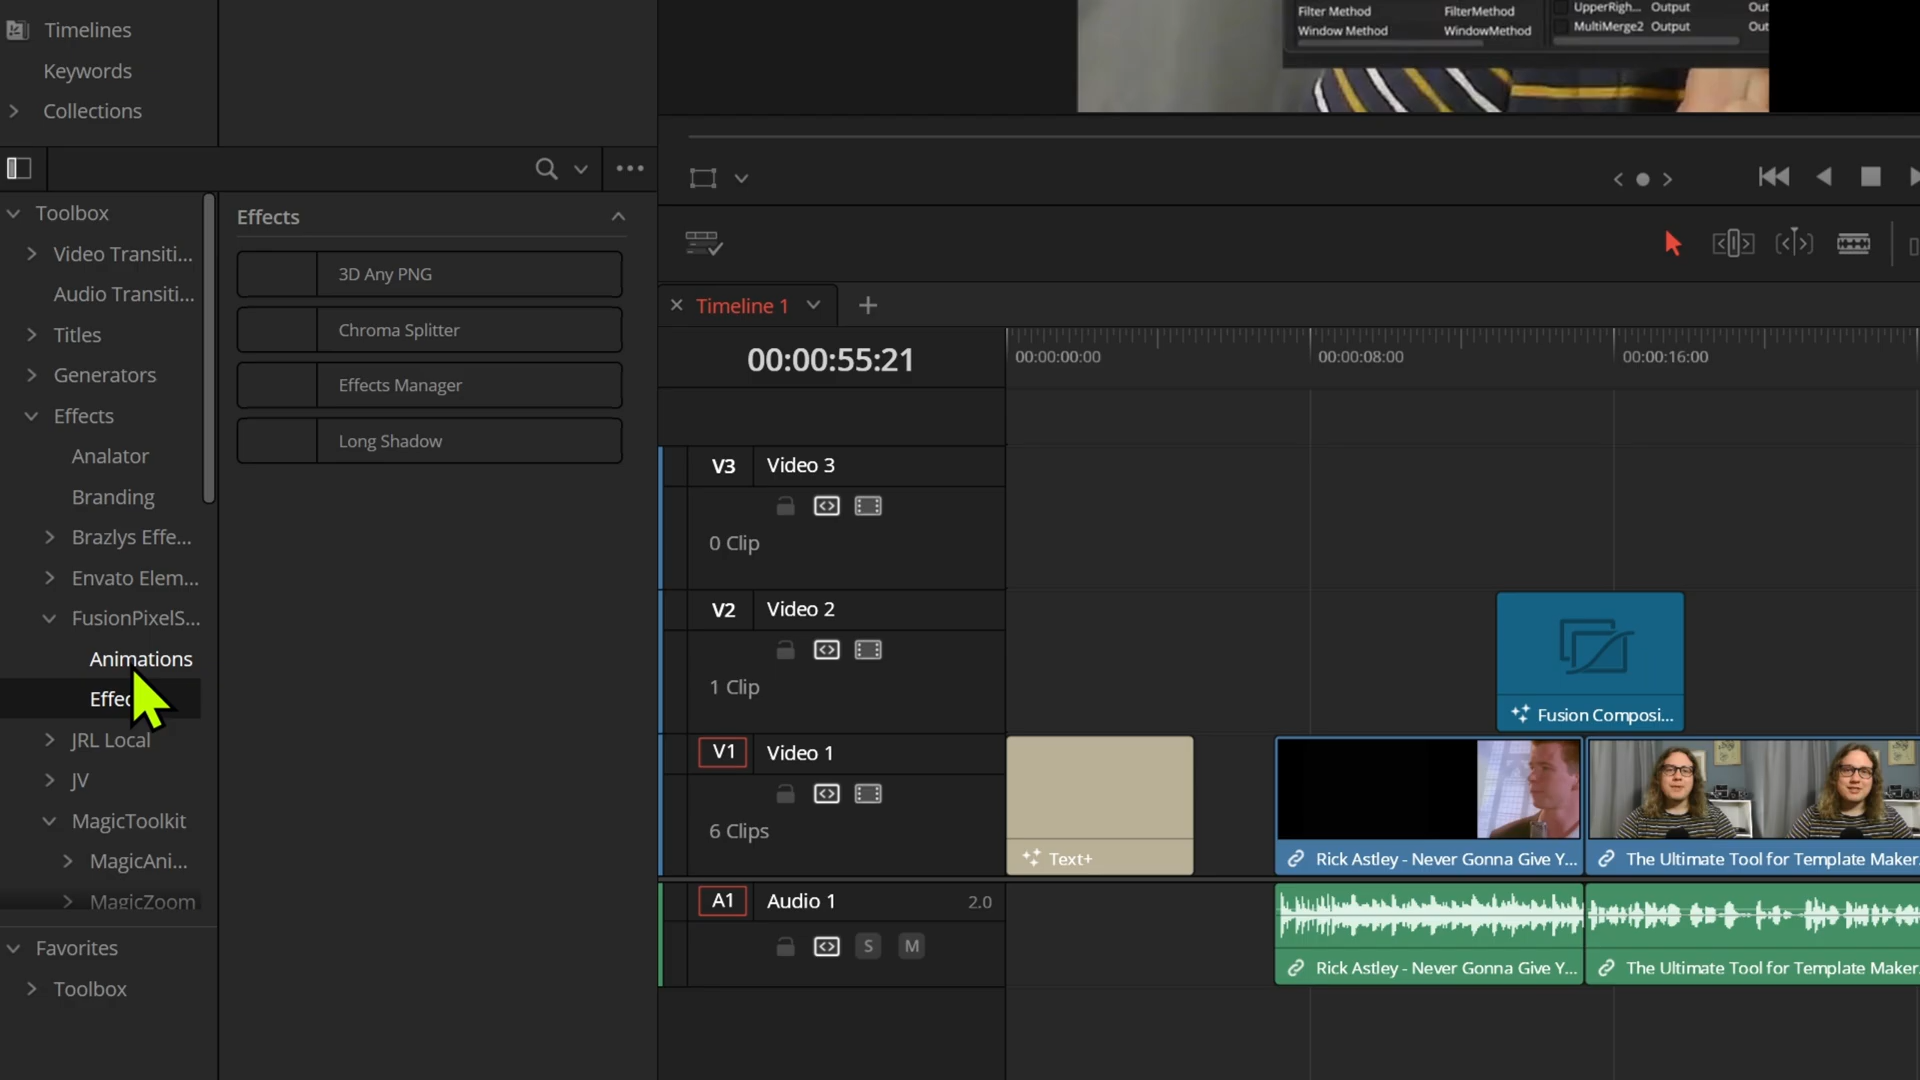 Timelines
Keywords
Collections
Filter Method FilterMethod
Window Method WindowMethod
UpperRigh... Output
MultiMerge2 Output
Toolbox
Video Transiti...
Audio Transiti...
Titles
Generators
Effects
Analator
Branding
Brazlys Effe...
Envato Elem...
FusionPixelS...
Animations
JRL Local
JV
MagicToolkit
MagicAni...
MagicZoom
Favorites
Toolbox
Effects
3D Any PNG
Chroma Splitter
Effects Manager
Long Shadow
Timeline 1
00:00:55:21
00:00:00:00
00:00:08:00
00:00:16:00
V3 Video 3
0 Clip
V2 Video 2
1 Clip
Fusion Composi...
V1 Video 1
6 Clips
Text+
Rick Astley - Never Gonna Give Y...
The Ultimate Tool for Template Maker
A1 Audio 1 2.0
S M
Rick Astley - Never Gonna Give Y...
The Ultimate Tool for Template Maker